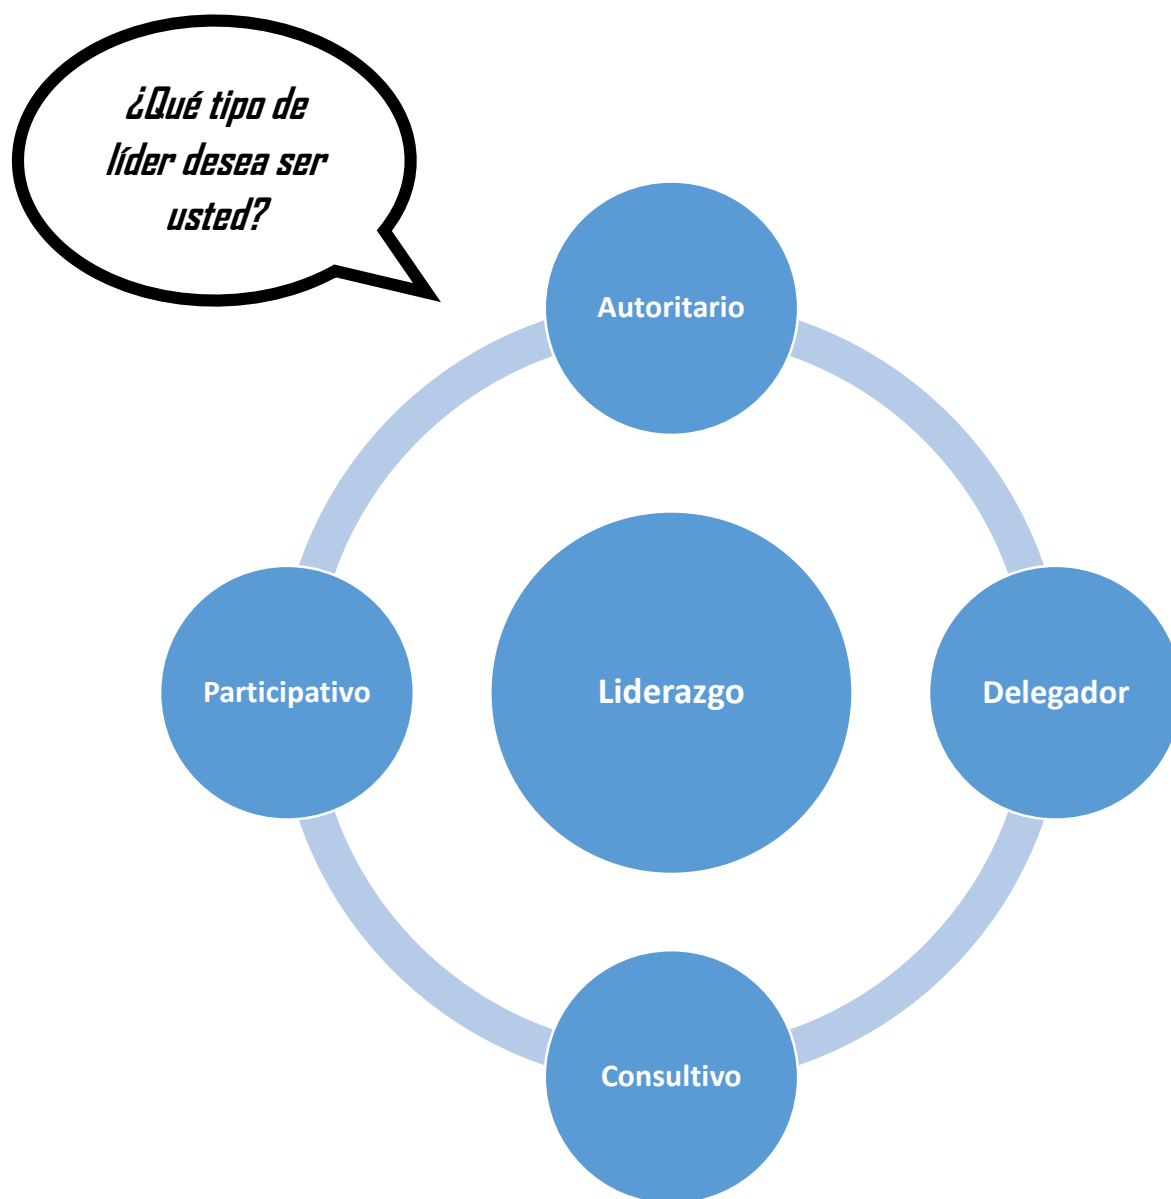 ¿Qué tipo de
líder desea ser
usted?
Autoritario
Participativo
Liderazgo
Delegador
Consultivo